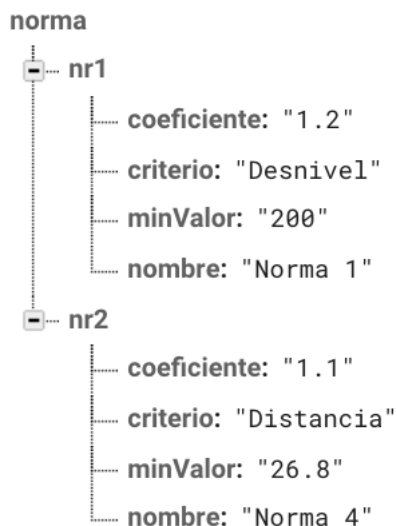 norma
nr1
coeficiente: "1.2"
criterio: "Desnivel"
minValor: "200"
nombre: "Norma 1"
nr2
coeficiente: "1.1"
criterio: "Distancia"
minValor: "26.8"
nombre: "Norma 4"